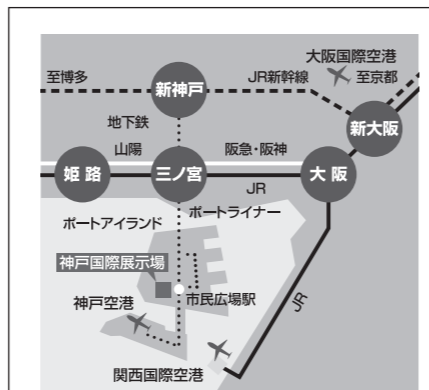 大阪国際空港
至博多
JR新幹線
至京都
新神戸
新大阪
地下鉄
山陽
阪急・阪神
姫路
三ノ宮
大阪
JR
ポートアイランド
ポートライナー
神戸国際展示場
神戸空港
市民広場駅
JR
関西国際空港